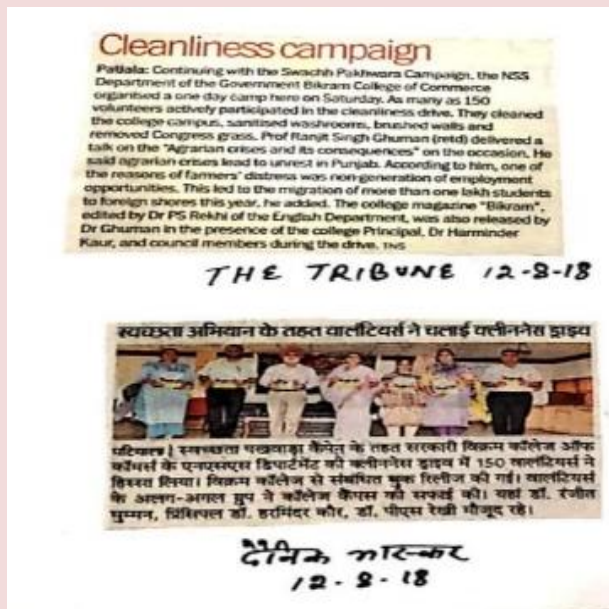 Cleanliness campaign
Patiala: Continuing with the Swachh Pakhwara Campaign, the NSS
Department of the Government Bikram College of Commerce
organised a one day camp here on Saturday. As many as 150
volunteers actively participated in the cleanliness drive. They cleaned
the college campus, sanitised washrooms, brushed walls and
removed Congress grass. Prof Ranjit Singh Ghuman (retd) delivered a
talk on the "Agrarian crises and its consequences" on the occasion. He
said agrarian crises lead to unrest in Punjab. According to him, one of
the reasons of farmers' distress was non-generation of employment
opportunities. This led to the migration of more than one lakh students
to foreign shores this year, he added. The college magazine "Bikram",
edited by Dr PS Rekhi of the English Department, was also released by
Dr Ghuman in the presence of the college Principal, Dr Harminder
Kaur, and council members during the drive. TNS
THE TRIBUNE 12-8-18
स्वच्छता अभियान के तहत वालंटियर्स ने चलाई क्लीननेस ड्राइव
पटियाला | स्वच्छता पखवाड़ा कैंपेन के तहत सरकारी विक्रम कॉलेज ऑफ
कॉमर्स के एनएसएस डिपार्टमेंट की क्लीननेस ड्राइव में 150 वालंटियर्स ने
हिस्सा लिया। विक्रम कॉलेज से संबंधित बुक रिलीज की गई। वालंटियर्स
के अलग-अगल ग्रुप ने कॉलेज कैंपस की सफाई की। यहां डॉ. रंजीत
घुम्मन, प्रिंसिपल डॉ. हरमिंदर कौर, डॉ. पीएस रेखी मौजूद रहे।
दैनिक भास्कर
12-8-18